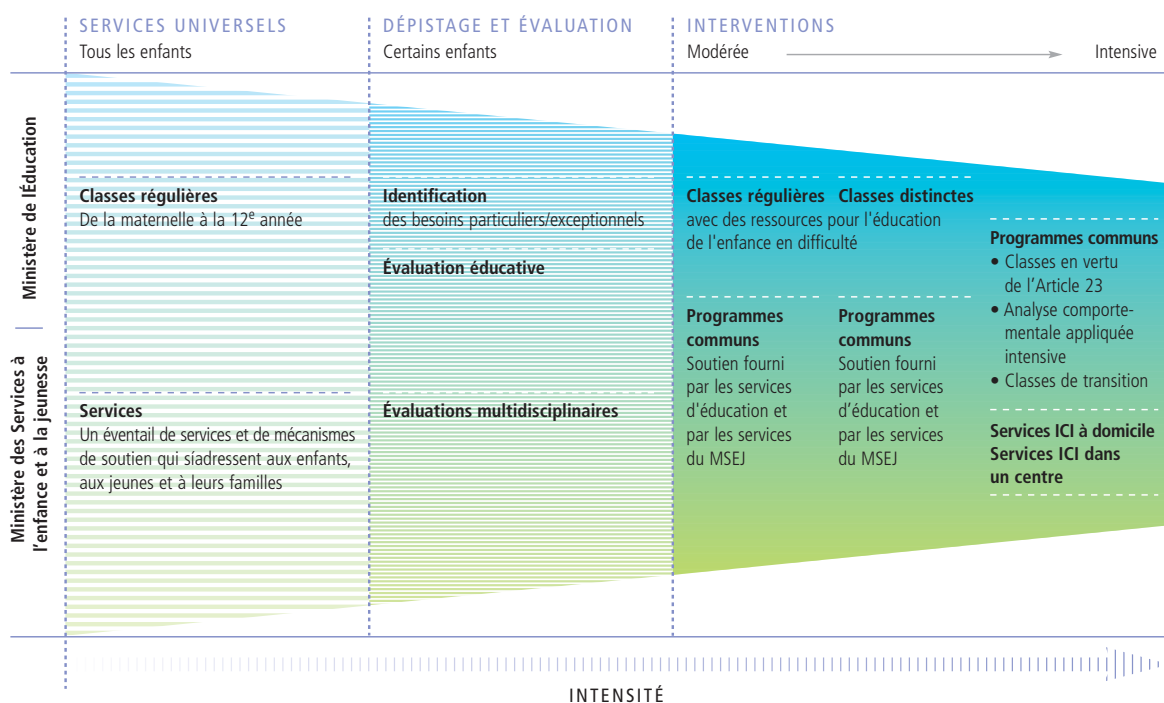 SERVICES UNIVERSELS
Tous les enfants
DÉPISTAGE ET ÉVALUATION
Certains enfants
INTERVENTIONS
Modérée
Intensive
Ministère de lÉducation
Ministère des Services à
l'enfance et à la jeunesse
Classes régulières
De la maternelle à la 12e année
Services
Un éventail de services et de mécanismes
de soutien qui síadressent aux enfants,
aux jeunes et à leurs familles
Identification
des besoins particuliers/exceptionnels
Évaluation éducative
Évaluations multidisciplinaires
Classes régulières Classes distinctes
avec des ressources pour l'éducation
de l'enfance en difficulté
Programmes
communs
Soutien fourni
par les services
d'éducation et
par les services
du MSEJ
Programmes
communs
Soutien fourni
par les services
d'éducation et
par les services
du MSEJ
Programmes communs
• Classes en vertu
de l'Article 23
• Analyse comporte-
mentale appliquée
intensive
• Classes de transition
Services ICI à domicile
Services ICI dans
un centre
INTENSITÉ